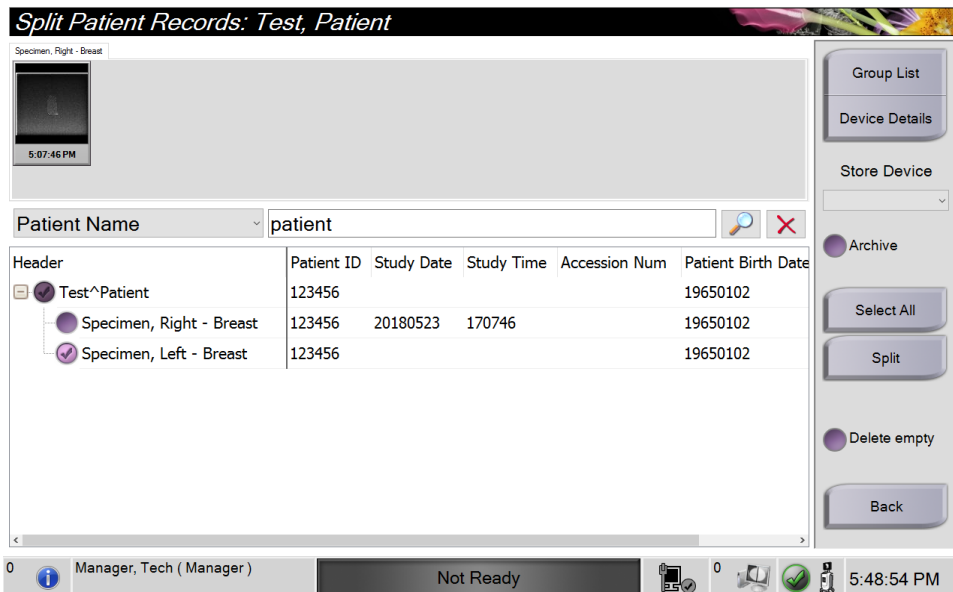 Split Patient Records: Test, Patient
Specimen, Right - Breast
5:07:46 PM
Group List
Device Details
Store Device
Patient Name patient
Archive
Header Patient ID Study Date Study Time Accession Num Patient Birth Date
Test^Patient 123456 19650102
Specimen, Right - Breast 123456 20180523 170746 19650102
Specimen, Left - Breast 123456 19650102
Select All
Split
Delete empty
Back
0 Manager, Tech ( Manager ) Not Ready 0 5:48:54 PM